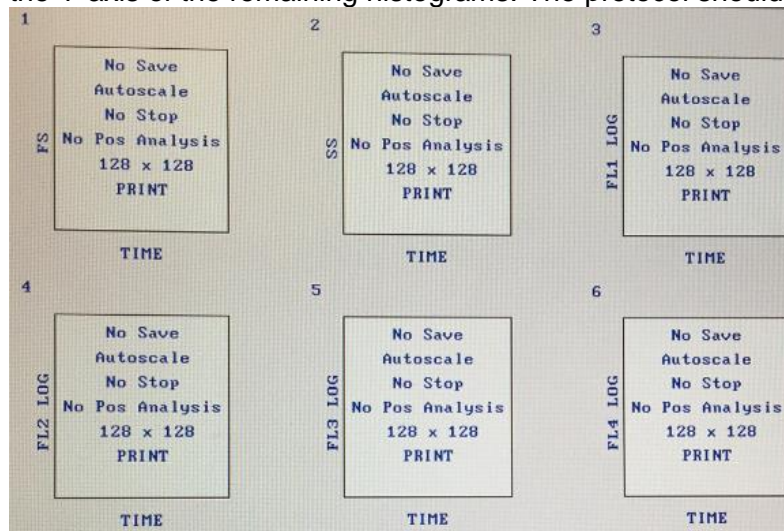 the Y-axis of the remaining histograms. The protocol should
1
2
3
No Save
Autoscale
No Stop
No Pos Analysis
128 x 128
PRINT
FS
TIME
No Save
Autoscale
No Stop
No Pos Analysis
128 x 128
PRINT
SS
TIME
No Save
Autoscale
No Stop
No Pos Analysis
128 x 128
PRINT
FL1 LOG
TIME
4
5
6
No Save
Autoscale
No Stop
No Pos Analysis
128 x 128
PRINT
FL2 LOG
TIME
No Save
Autoscale
No Stop
No Pos Analysis
128 x 128
PRINT
FL3 LOG
TIME
No Save
Autoscale
No Stop
No Pos Analysis
128 x 128
PRINT
FL4 LOG
TIME